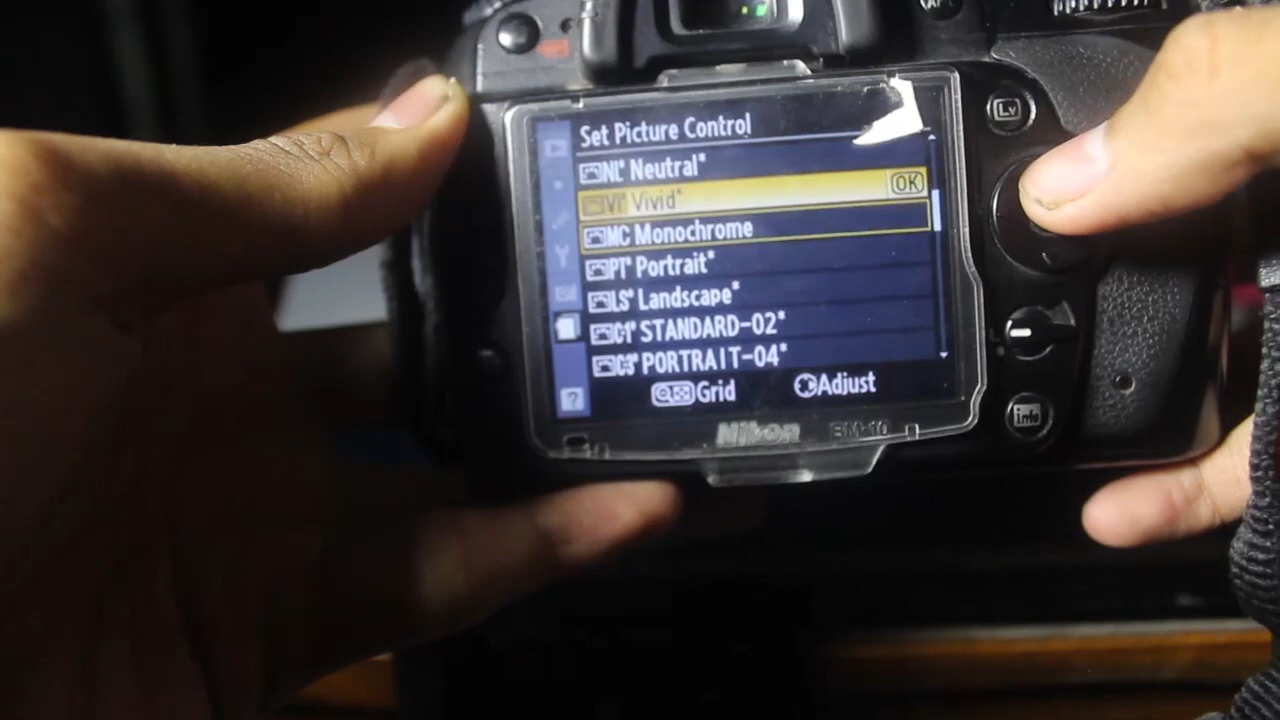 AF
Lv
Set Picture Control
NL* Neutral*
VI* Vivid*
OK
MC Monochrome
PT* Portrait*
LS* Landscape*
C1* STANDARD-02*
C3* PORTRAIT-04*
Grid
Adjust
?
info
Nikon BM-10